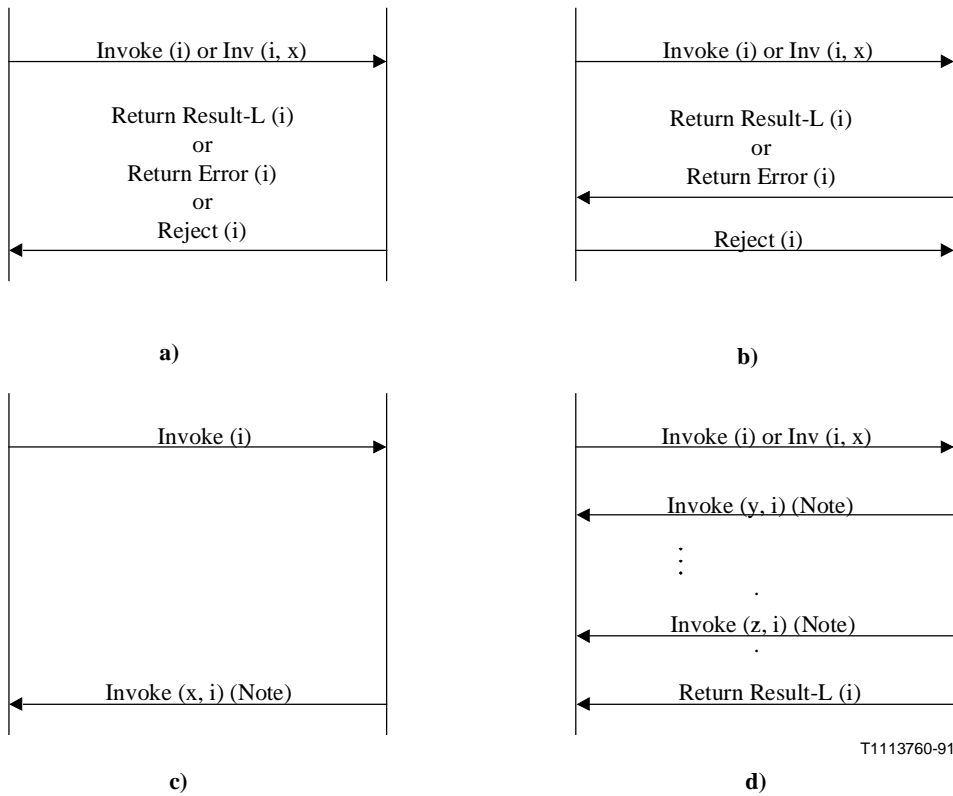 Invoke (i) or Inv (i, x)
Return Result-L (i)
or
Return Error (i)
or
Reject (i)
a)
Invoke (i) or Inv (i, x)
Return Result-L (i)
or
Return Error (i)
Reject (i)
b)
Invoke (i)
Invoke (x, i) (Note)
c)
Invoke (i) or Inv (i, x)
Invoke (y, i) (Note)
Invoke (z, i) (Note)
Return Result-L (i)
T1113760-91
d)